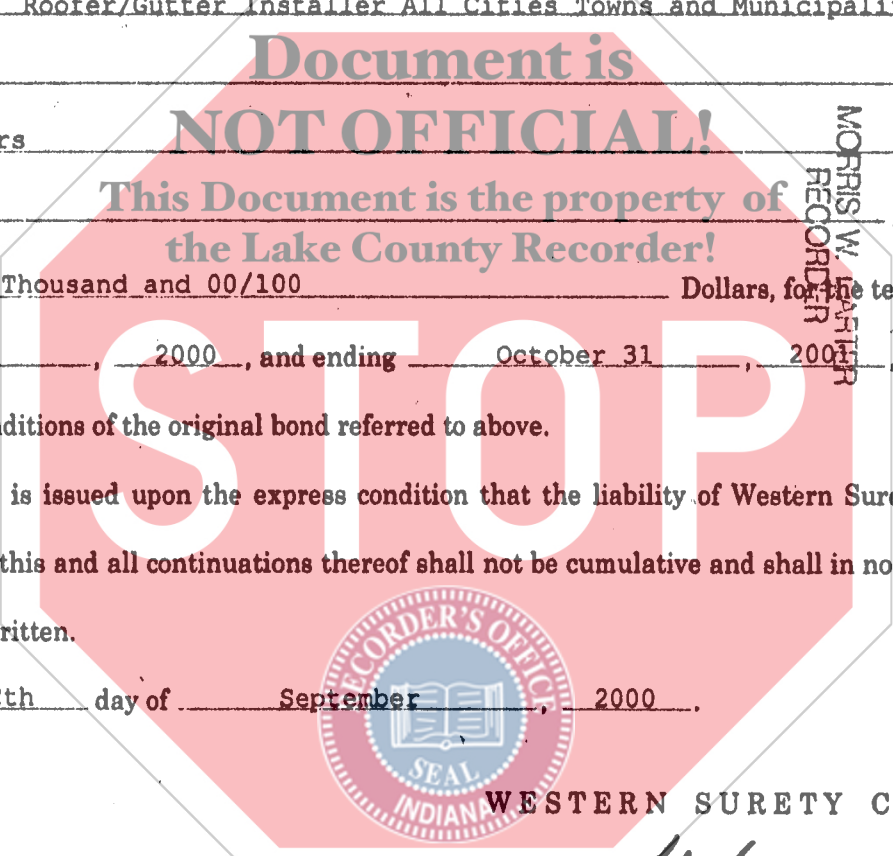 Roofer/Gutter Installer All Cities Towns and Municipali
Document is
NOT OFFICIAL!
rs
This Document is the property of
the Lake County Recorder!
MORRIS W. CARTER
RECORDER
Thousand and 00/100 Dollars, for the te
, 2000 , and ending October 31 , 2001 ,
ditions of the original bond referred to above.
STOP
is issued upon the express condition that the liability of Western Sure
this and all continuations thereof shall not be cumulative and shall in no
ritten.
th day of September , 2000 .
RECORDER'S OFFICE
SEAL
INDIANA
WESTERN SURETY C